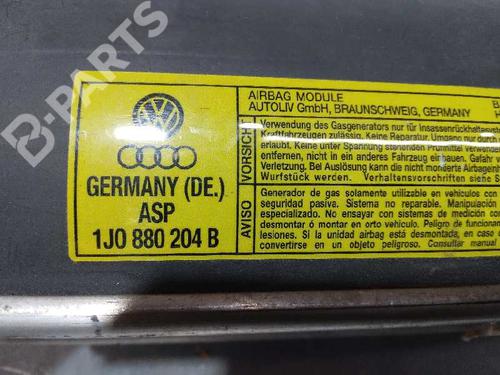 B-PARTS
GERMANY (DE.)
ASP
1J0 880 204 B
AIRBAG MODULE
AUTOLIV GmbH, BRAUNSCHWEIG, GERMANY
VORSICHT
Verwendung des Gasgenerators nur für Insassenrückhalte
Kraftfahrzeugen zulässig. Keine Reparatur. Umgang nur durch
erlaubt. Nicht unter Spannung stehenden Prüfmittel verwenden
entfernen, nicht in ein anderes Fahrzeug einbauen. Gefahr
Verletzung. Bei Auslösung kann die nicht montierte Airbageinheit
Wurfstück werden. Verhaltensvorschriften siehe S
AVISO
Generador de gas solamente utilizable en vehículos con
seguridad pasiva. Sistema no reparable. Manipulación
especializado. No ensayar con sistemas de medición con
desmontar ó montar en orto vehículo. Peligro de funcionar
lesiones. Si la unidad airbag está desmontada, en caso
convertirse en un objeto peligroso. Consultar manual